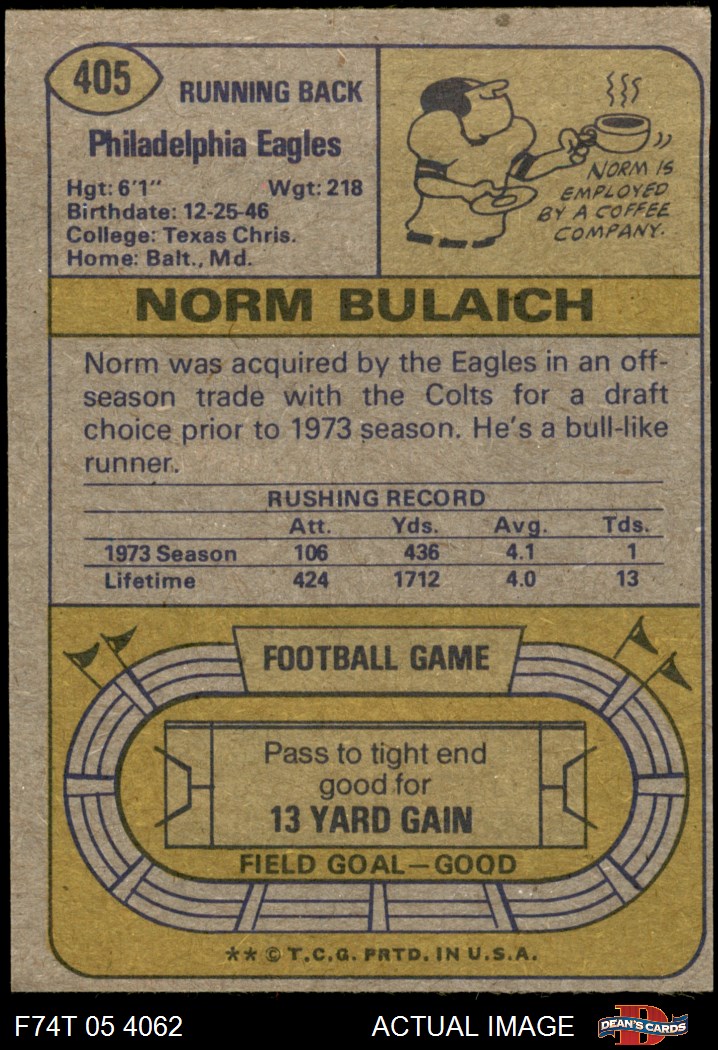 405
RUNNING BACK
Philadelphia Eagles
Hgt: 6'1" Wgt: 218
Birthdate: 12-25-46
College: Texas Chris.
Home: Balt., Md.
NORM IS
EMPLOYED
BY A COFFEE
COMPANY.
NORM BULAICH
Norm was acquired by the Eagles in an off-
season trade with the Colts for a draft
choice prior to 1973 season. He's a bull-like
runner.
RUSHING RECORD
Att. Yds. Avg. Tds.
1973 Season 106 436 4.1 1
Lifetime 424 1712 4.0 13
FOOTBALL GAME
Pass to tight end
good for
13 YARD GAIN
FIELD GOAL—GOOD
** © T.C.G. PRTD. IN U.S.A.
F74T 05 4062 ACTUAL IMAGE D DEAN'S CARDS